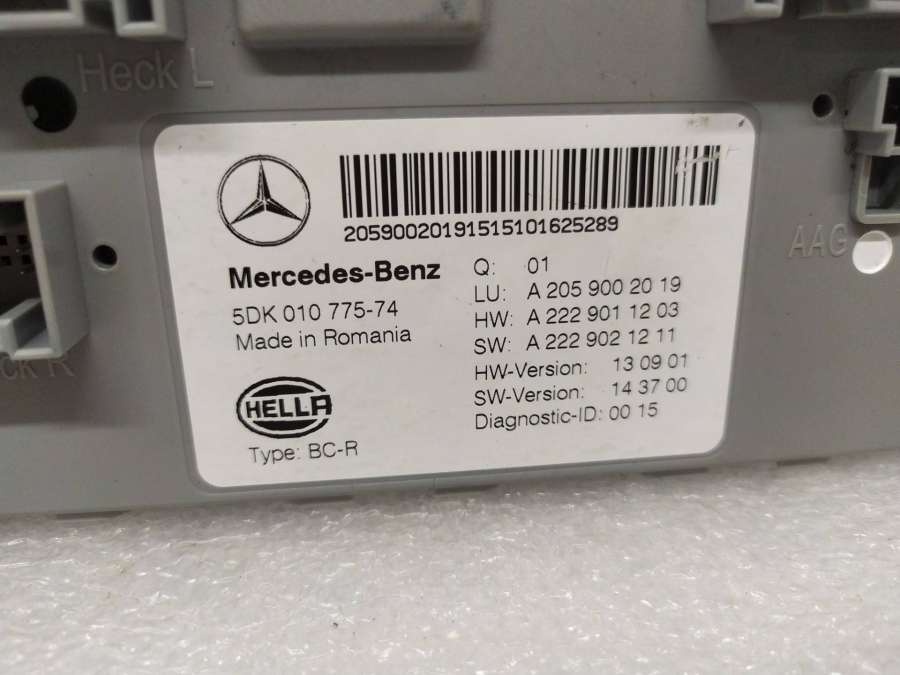 Heck L
20590020191515101625289
Mercedes-Benz
5DK 010 775-74
Made in Romania
HELLA
Type: BC-R
Q: 01
LU: A 205 900 20 19
HW: A 222 901 12 03
SW: A 222 902 12 11
HW-Version: 13 09 01
SW-Version: 14 37 00
Diagnostic-ID: 00 15
AAG
ck R